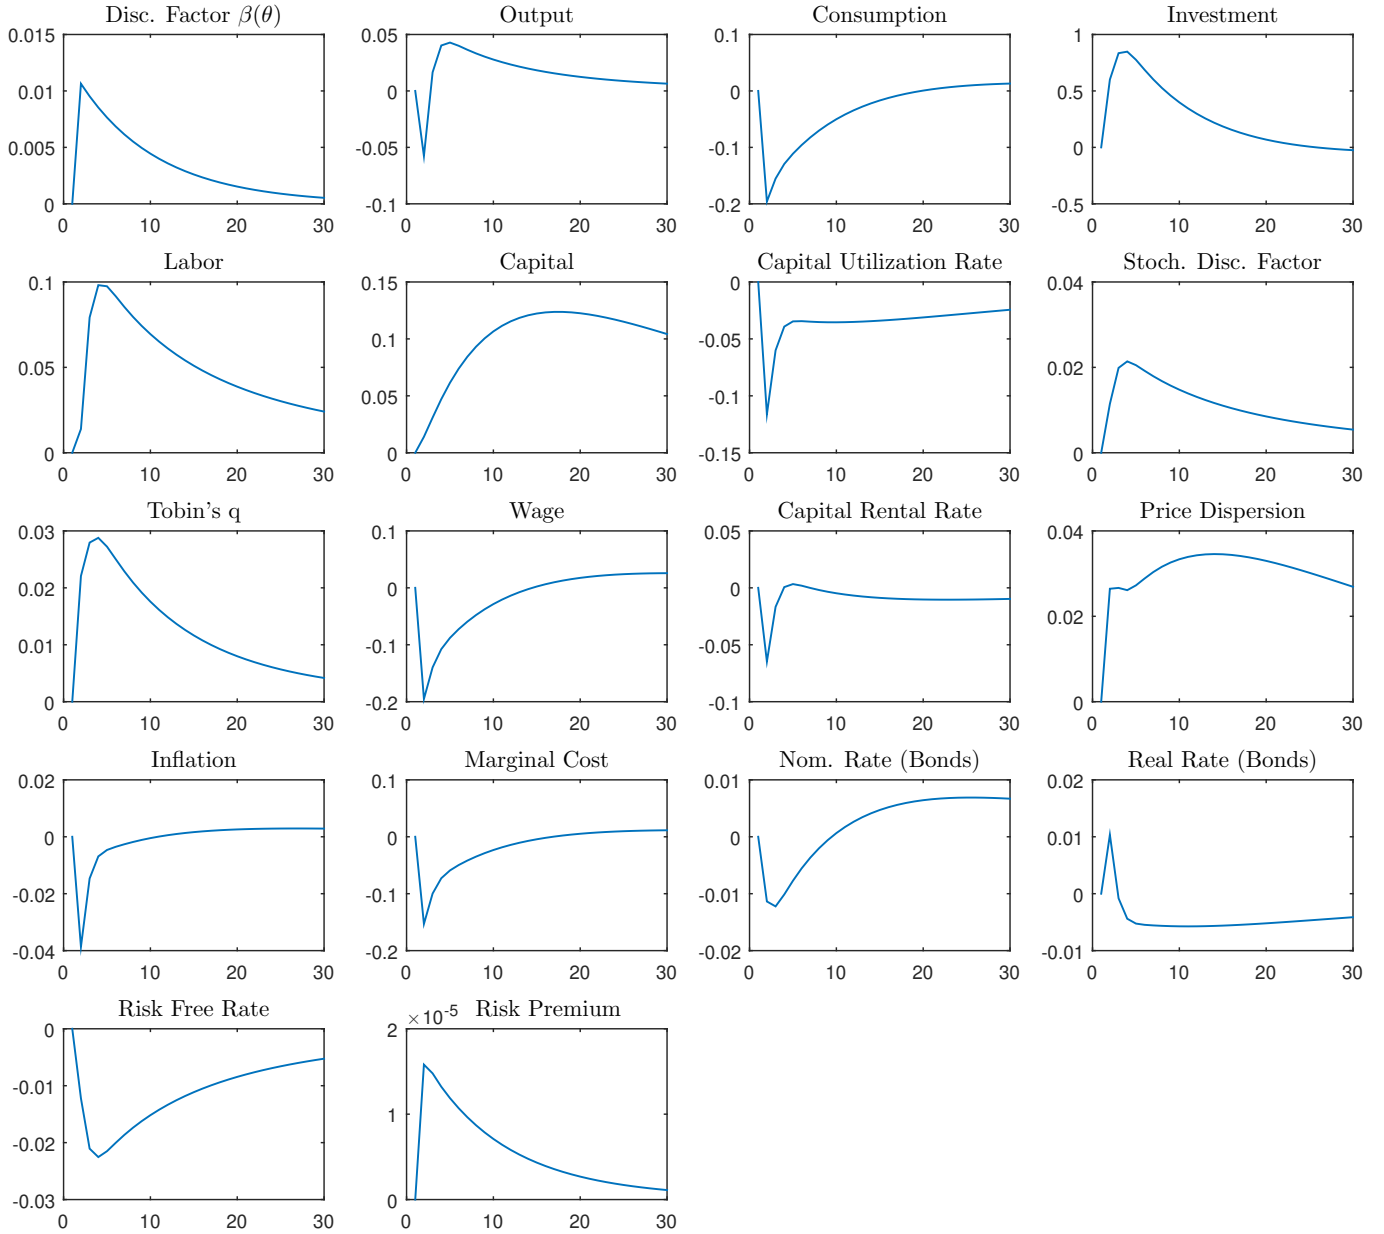 Disc. Factor β(θ)
Output
Consumption
Investment
0.015
0.01
0.005
0
0 10 20 30
0.05
0
-0.05
-0.1
0 10 20 30
0.1
0
-0.1
-0.2
0 10 20 30
1
0.5
0
-0.5
0 10 20 30
Labor
Capital
Capital Utilization Rate
Stoch. Disc. Factor
0.1
0.05
0
0 10 20 30
0.15
0.1
0.05
0
0 10 20 30
0
-0.05
-0.1
-0.15
0 10 20 30
0.04
0.02
0
0 10 20 30
Tobin's q
Wage
Capital Rental Rate
Price Dispersion
0.03
0.02
0.01
0
0 10 20 30
0.1
0
-0.1
-0.2
0 10 20 30
0.05
0
-0.05
-0.1
0 10 20 30
0.04
0.02
0
0 10 20 30
Inflation
Marginal Cost
Nom. Rate (Bonds)
Real Rate (Bonds)
0.02
0
-0.02
-0.04
0 10 20 30
0.1
0
-0.1
-0.2
0 10 20 30
0.01
0
-0.01
-0.02
0 10 20 30
0.02
0.01
0
-0.01
0 10 20 30
Risk Free Rate
Risk Premium
0
-0.01
-0.02
-0.03
0 10 20 30
×10⁻⁵
2
1
0
0 10 20 30